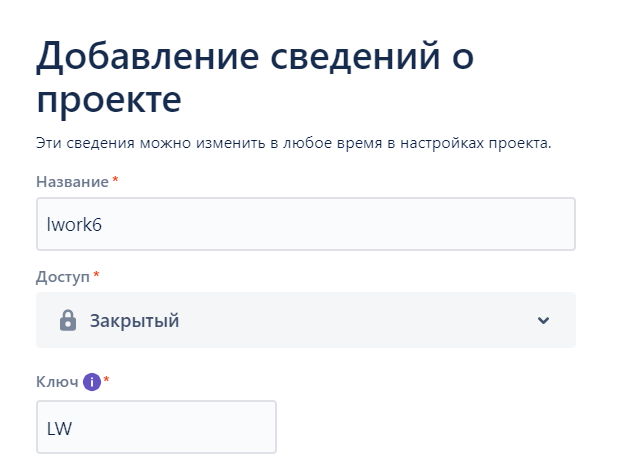 Добавление сведений о
проекте
Эти сведения можно изменить в любое время в настройках проекта.
Название *
lwork6
Доступ *
Закрытый
Ключ i *
LW